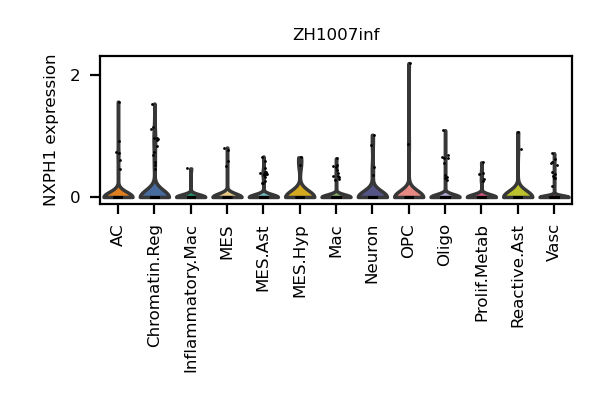 ZH1007inf
NXPH1 expression
2
0
AC
Chromatin.Reg
Inflammatory.Mac
MES
MES.Ast
MES.Hyp
Mac
Neuron
OPC
Oligo
Prolif.Metab
Reactive.Ast
Vasc